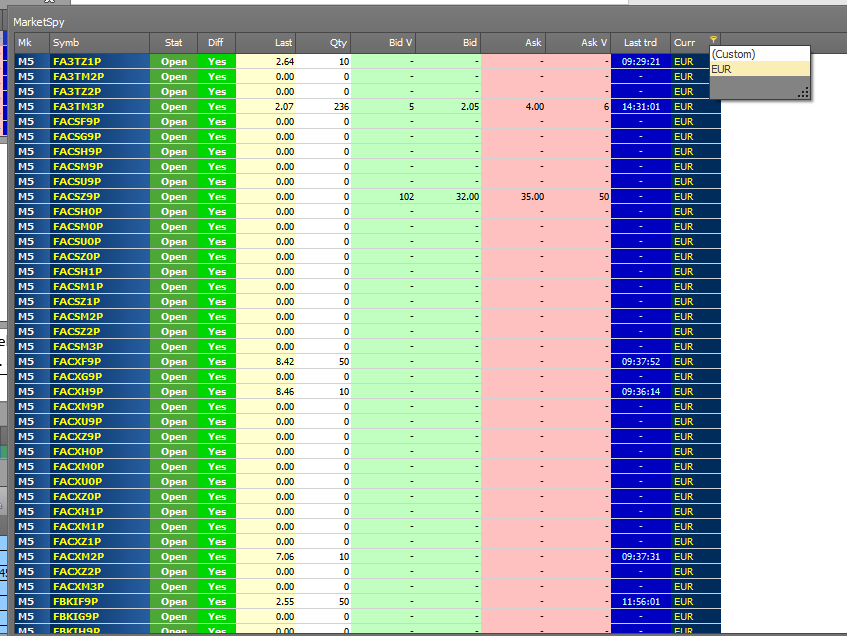 MarketSpy
Mk Symb Stat Diff Last Qty Bid V Bid Ask Ask V Last trd Curr
(Custom)
EUR
M5 FA3TZ1P Open Yes 2.64 10 - - - - 09:29:21 EUR
M5 FA3TM2P Open Yes 0.00 0 - - - - - EUR
M5 FA3TZ2P Open Yes 0.00 0 - - - - - EUR
M5 FA3TM3P Open Yes 2.07 236 5 2.05 4.00 6 14:31:01 EUR
M5 FACSF9P Open Yes 0.00 0 - - - - - EUR
M5 FACSG9P Open Yes 0.00 0 - - - - - EUR
M5 FACSH9P Open Yes 0.00 0 - - - - - EUR
M5 FACSM9P Open Yes 0.00 0 - - - - - EUR
M5 FACSU9P Open Yes 0.00 0 - - - - - EUR
M5 FACSZ9P Open Yes 0.00 0 102 32.00 35.00 50 - EUR
M5 FACSH0P Open Yes 0.00 0 - - - - - EUR
M5 FACSM0P Open Yes 0.00 0 - - - - - EUR
M5 FACSU0P Open Yes 0.00 0 - - - - - EUR
M5 FACSZ0P Open Yes 0.00 0 - - - - - EUR
M5 FACSH1P Open Yes 0.00 0 - - - - - EUR
M5 FACSM1P Open Yes 0.00 0 - - - - - EUR
M5 FACSZ1P Open Yes 0.00 0 - - - - - EUR
M5 FACSM2P Open Yes 0.00 0 - - - - - EUR
M5 FACSZ2P Open Yes 0.00 0 - - - - - EUR
M5 FACSM3P Open Yes 0.00 0 - - - - - EUR
M5 FACXF9P Open Yes 8.42 50 - - - - 09:37:52 EUR
M5 FACXG9P Open Yes 0.00 0 - - - - - EUR
M5 FACXH9P Open Yes 8.46 10 - - - - 09:36:14 EUR
M5 FACXM9P Open Yes 0.00 0 - - - - - EUR
M5 FACXU9P Open Yes 0.00 0 - - - - - EUR
M5 FACXZ9P Open Yes 0.00 0 - - - - - EUR
M5 FACXH0P Open Yes 0.00 0 - - - - - EUR
M5 FACXM0P Open Yes 0.00 0 - - - - - EUR
M5 FACXU0P Open Yes 0.00 0 - - - - - EUR
M5 FACXZ0P Open Yes 0.00 0 - - - - - EUR
M5 FACXH1P Open Yes 0.00 0 - - - - - EUR
M5 FACXM1P Open Yes 0.00 0 - - - - - EUR
M5 FACXZ1P Open Yes 0.00 0 - - - - - EUR
M5 FACXM2P Open Yes 7.06 10 - - - - 09:37:31 EUR
M5 FACXZ2P Open Yes 0.00 0 - - - - - EUR
M5 FACXM3P Open Yes 0.00 0 - - - - - EUR
M5 FBKIF9P Open Yes 2.55 50 - - - - 11:56:01 EUR
M5 FBKIG9P Open Yes 0.00 0 - - - - - EUR
M5 FBKIH9P Open Yes 0.00 0 - - - - - EUR